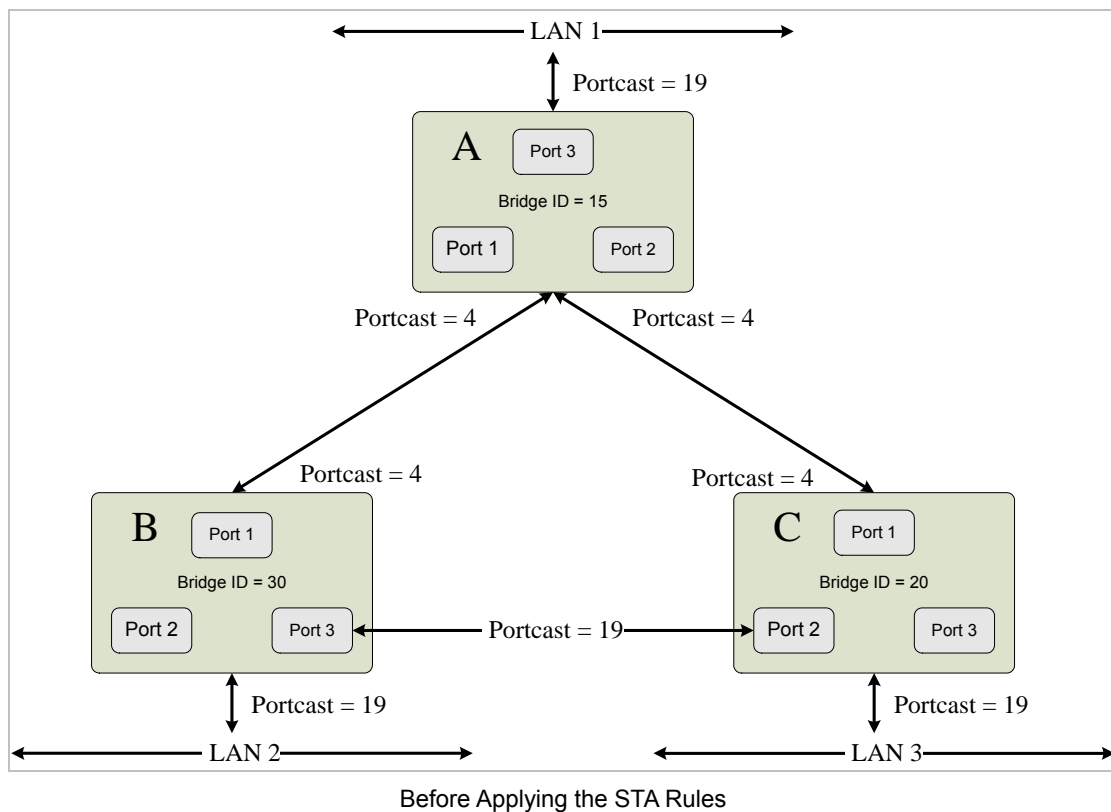 LAN 1
Portcast = 19
A
Port 3
Bridge ID = 15
Port 1
Port 2
Portcast = 4
Portcast = 4
Portcast = 4
Portcast = 4
B
Port 1
Bridge ID = 30
Port 2
Port 3
Portcast = 19
C
Port 1
Bridge ID = 20
Port 2
Port 3
Portcast = 19
Portcast = 19
LAN 2
LAN 3
Before Applying the STA Rules